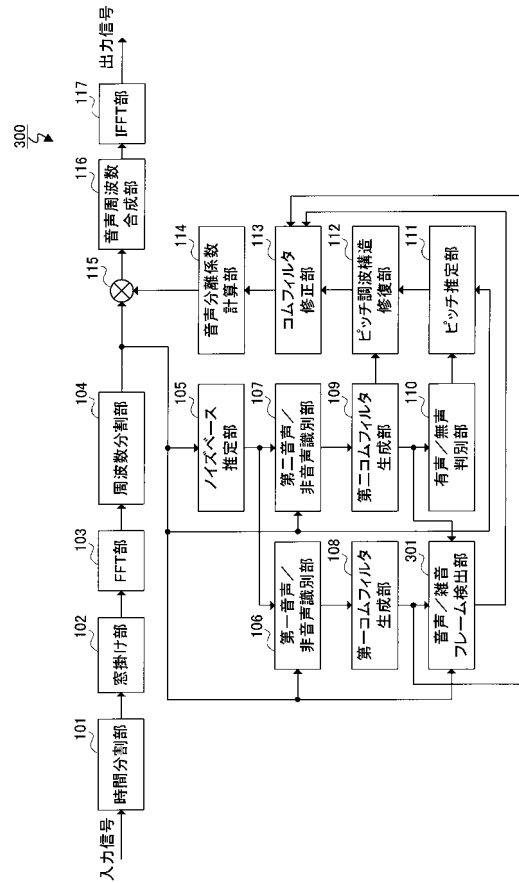 300
入力信号
101
時間分割部
102
窓掛け部
103
FFT部
104
周波数分割部
115
116
音声周波数
合成部
117
IFFT部
出力信号
105
ノイズベース
推定部
114
音声分離係数
計算部
106
第一音声／
非音声識別部
107
第二音声／
非音声識別部
113
コムフィルタ
修正部
108
第一コムフィルタ
生成部
109
第二コムフィルタ
生成部
112
ピッチ調波構造
修復部
301
音声／雑音
フレーム検出部
110
有声／無声
判別部
111
ピッチ推定部